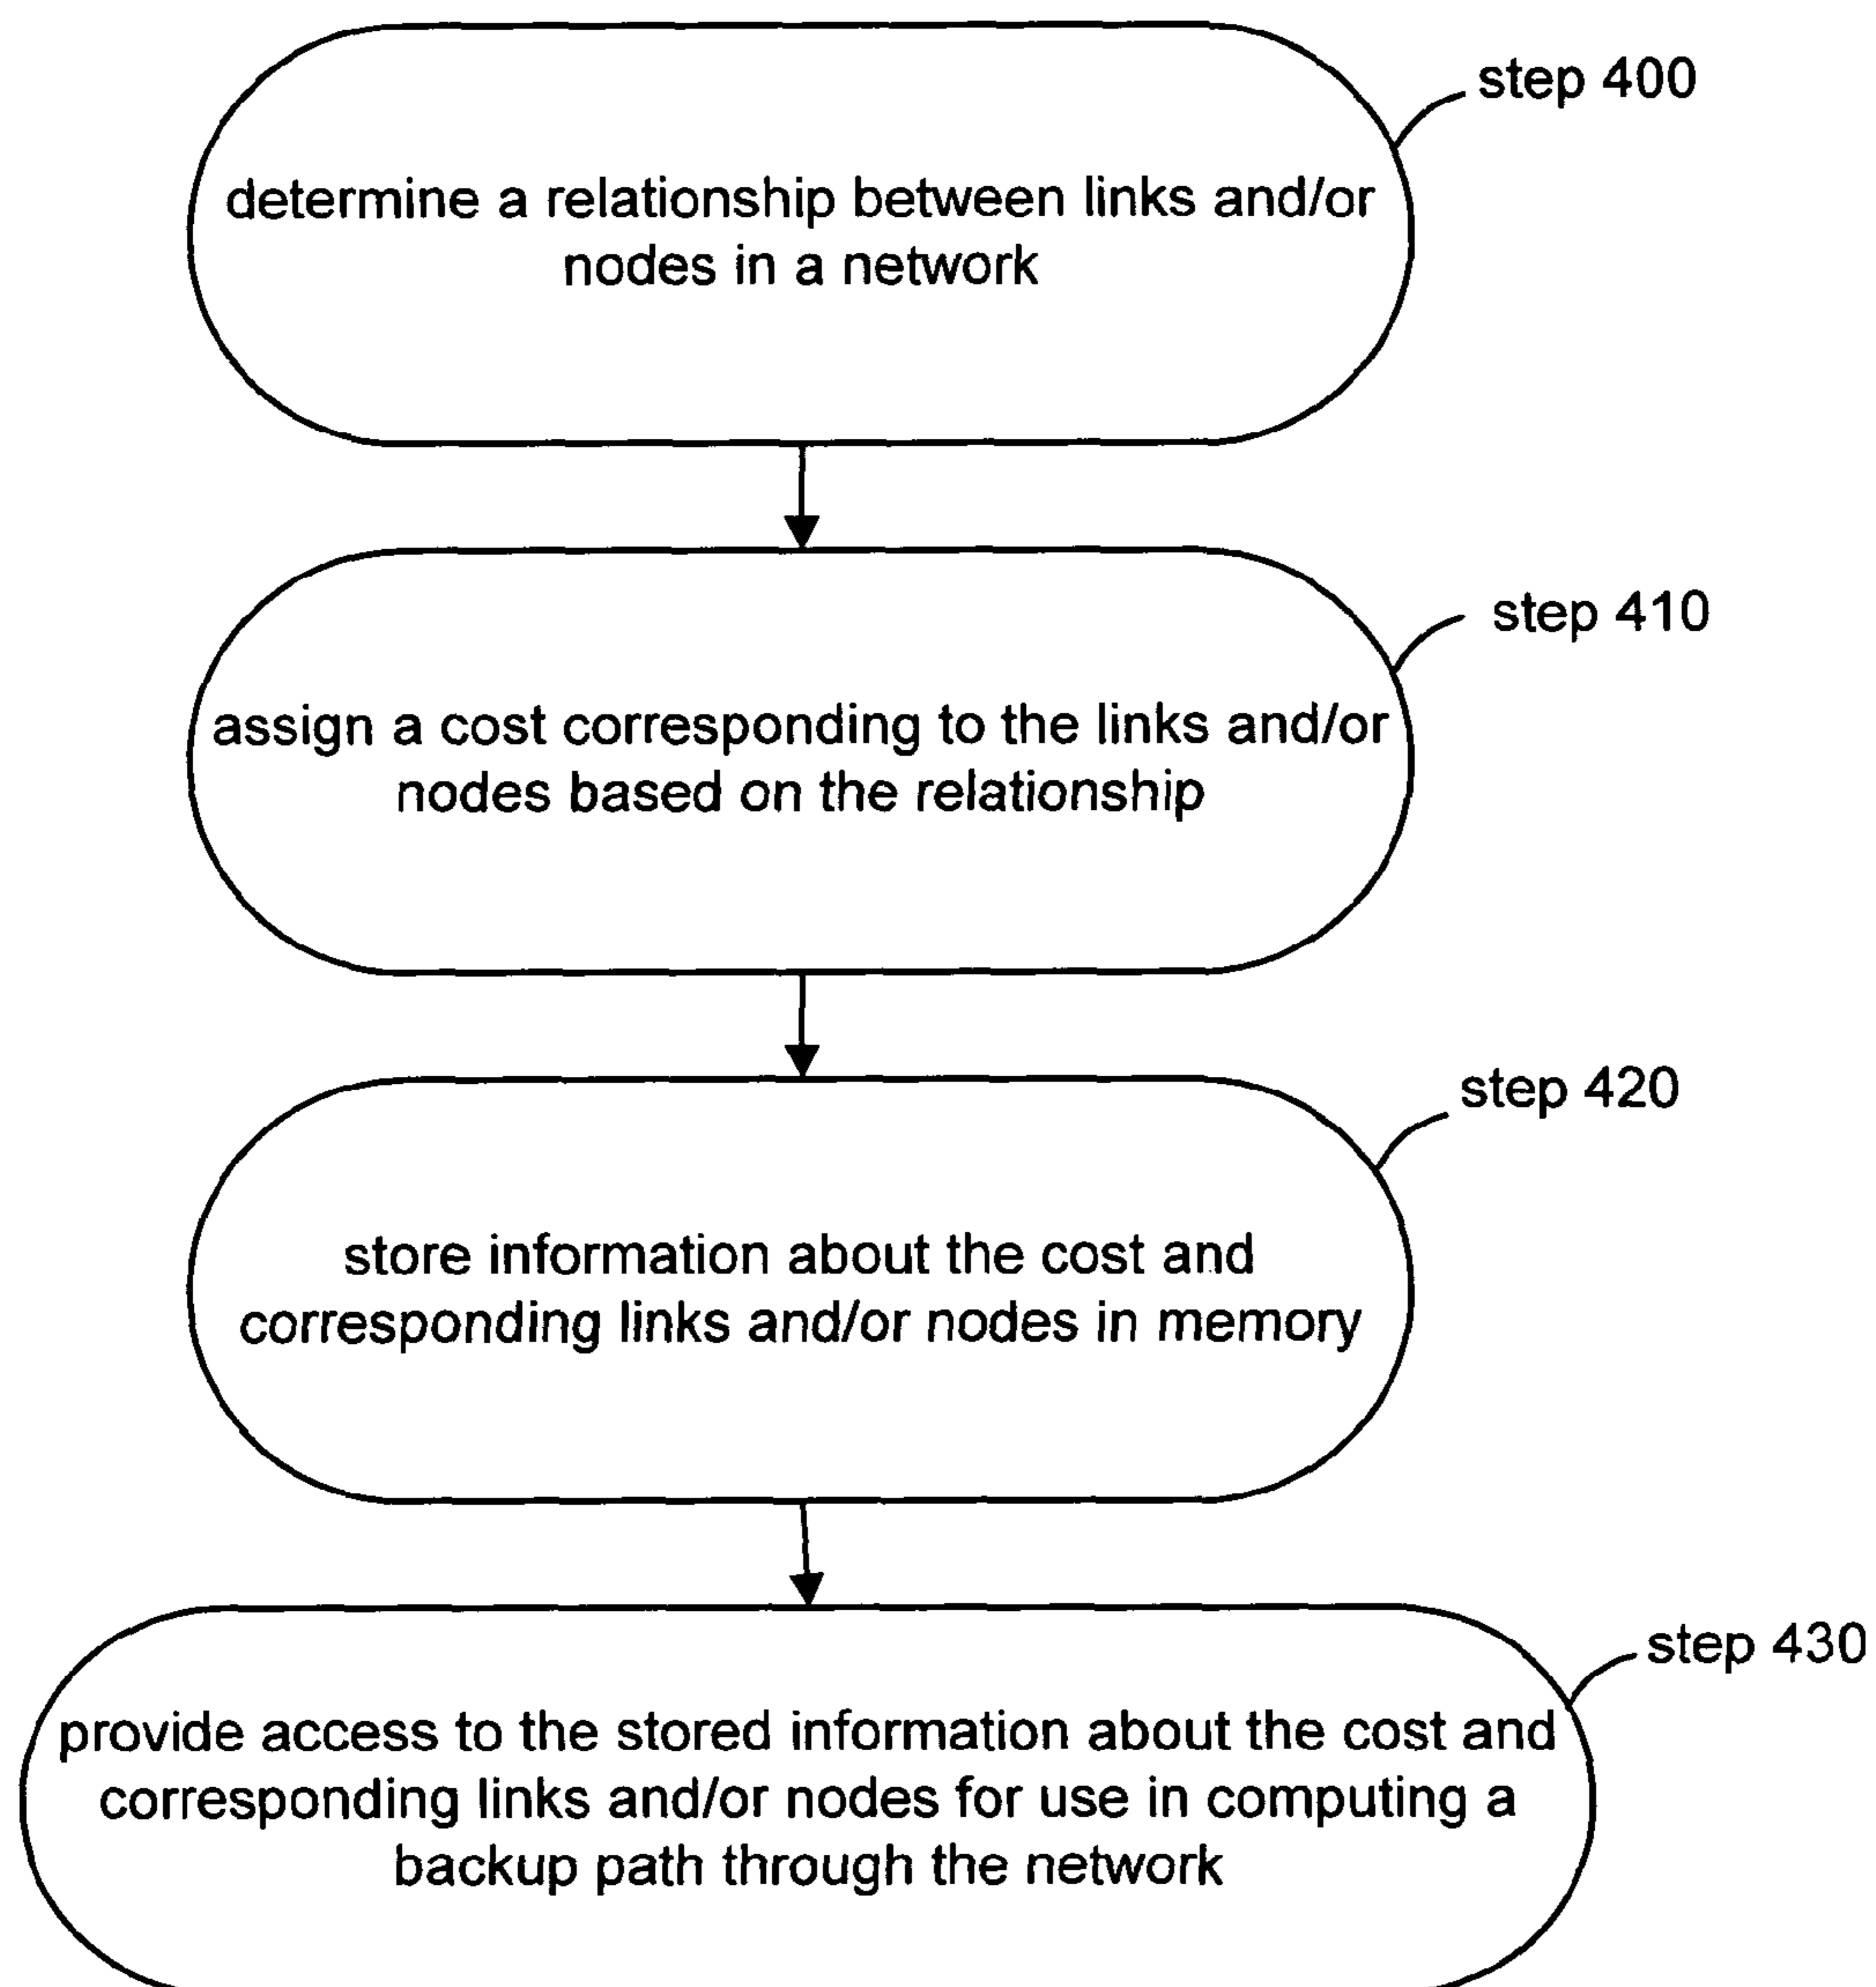 step 400
determine a relationship between links and/or
nodes in a network
step 410
assign a cost corresponding to the links and/or
nodes based on the relationship
step 420
store information about the cost and
corresponding links and/or nodes in memory
step 430
provide access to the stored information about the cost and
corresponding links and/or nodes for use in computing a
backup path through the network